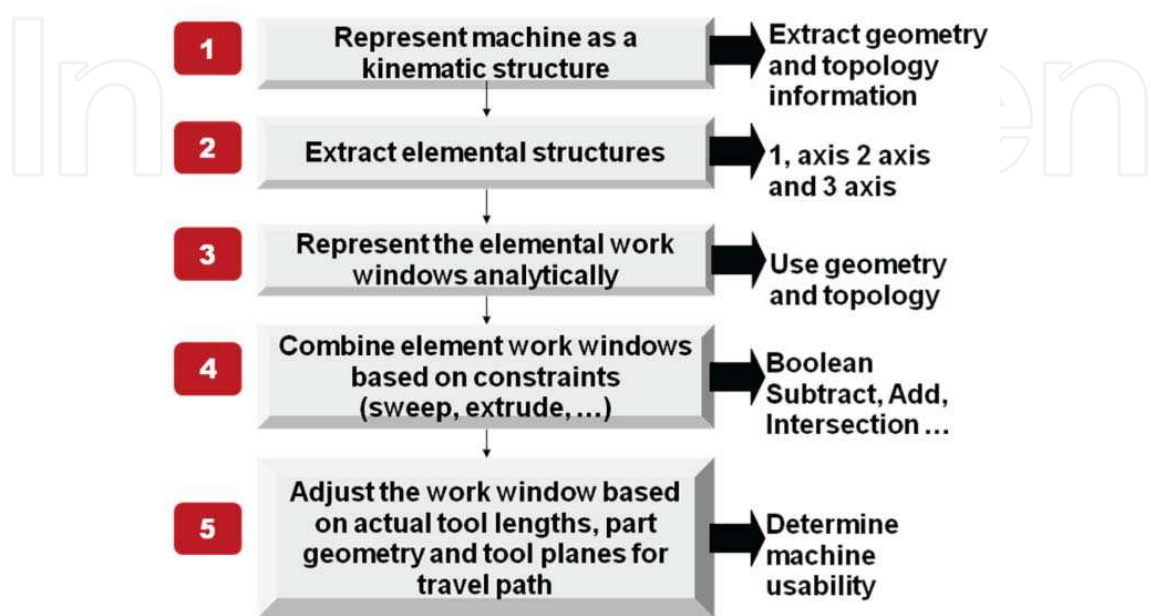 1
Represent machine as a
kinematic structure
Extract geometry
and topology
information
2
Extract elemental structures
1, axis 2 axis
and 3 axis
3
Represent the elemental work
windows analytically
Use geometry
and topology
4
Combine element work windows
based on constraints
(sweep, extrude, ...)
Boolean
Subtract, Add,
Intersection ...
5
Adjust the work window based
on actual tool lengths, part
geometry and tool planes for
travel path
Determine
machine
usability